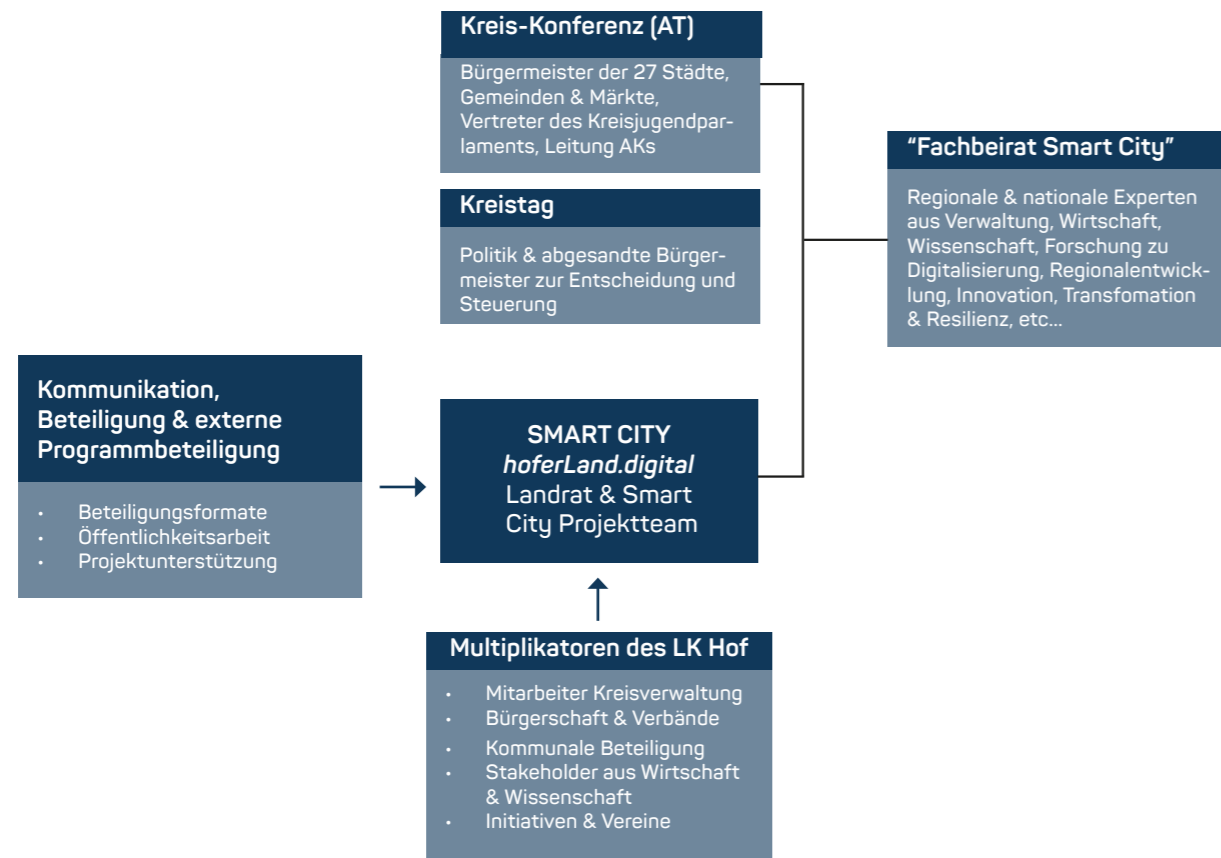 Kreis-Konferenz (AT)
Bürgermeister der 27 Städte,
Gemeinden & Märkte,
Vertreter des Kreisjugendpar-
laments, Leitung AKs
"Fachbeirat Smart City"
Regionale & nationale Experten
aus Verwaltung, Wirtschaft,
Wissenschaft, Forschung zu
Digitalisierung, Regionalentwick-
lung, Innovation, Transfomation
& Resilienz, etc...
Kreistag
Politik & abgesandte Bürger-
meister zur Entscheidung und
Steuerung
Kommunikation,
Beteiligung & externe
Programmbeteiligung
• Beteiligungsformate
• Öffentlichkeitsarbeit
• Projektunterstützung
SMART CITY
hoferLand.digital
Landrat & Smart
City Projektteam
Multiplikatoren des LK Hof
• Mitarbeiter Kreisverwaltung
• Bürgerschaft & Verbände
• Kommunale Beteiligung
• Stakeholder aus Wirtschaft
& Wissenschaft
• Initiativen & Vereine